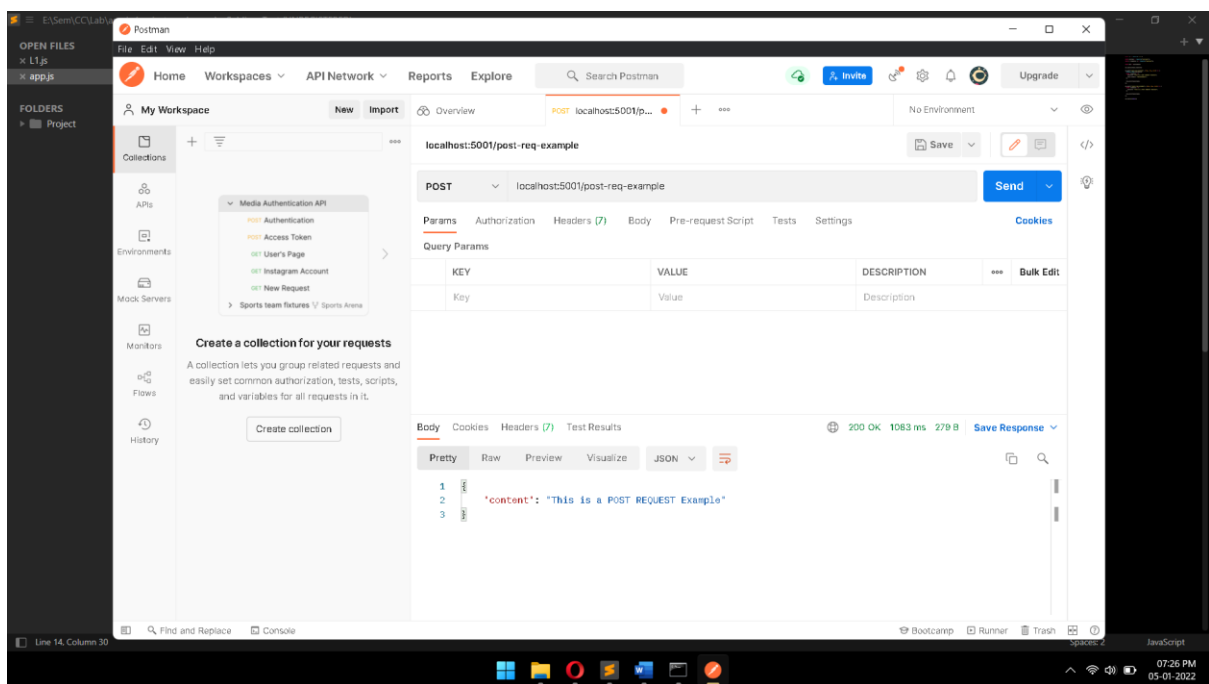 E:\Sem\CC\Lab\
OPEN FILES
× L1.js
× app.js
FOLDERS
Project
Postman
File Edit View Help
Home Workspaces API Network Reports Explore Search Postman Invite Upgrade
My Workspace New Import Overview POST localhost:5001/p... No Environment
Collections
APIs
Environments
Mock Servers
Monitors
Flows
History
Media Authentication API
POST Authentication
POST Access Token
GET User's Page
GET Instagram Account
GET New Request
Sports team fixtures Sports Arena
Create a collection for your requests
A collection lets you group related requests and
easily set common authorization, tests, scripts,
and variables for all requests in it.
Create collection
localhost:5001/post-req-example Save </>
POST localhost:5001/post-req-example Send
Params Authorization Headers (7) Body Pre-request Script Tests Settings Cookies
Query Params
KEY VALUE DESCRIPTION Bulk Edit
Key Value Description
Body Cookies Headers (7) Test Results 200 OK 1083 ms 279 B Save Response
Pretty Raw Preview Visualize JSON
1 {
2 "content": "This is a POST REQUEST Example"
3 }
Find and Replace Console Bootcamp Runner Trash
Line 14, Column 30 Spaces: 2 JavaScript
07:26 PM
05-01-2022